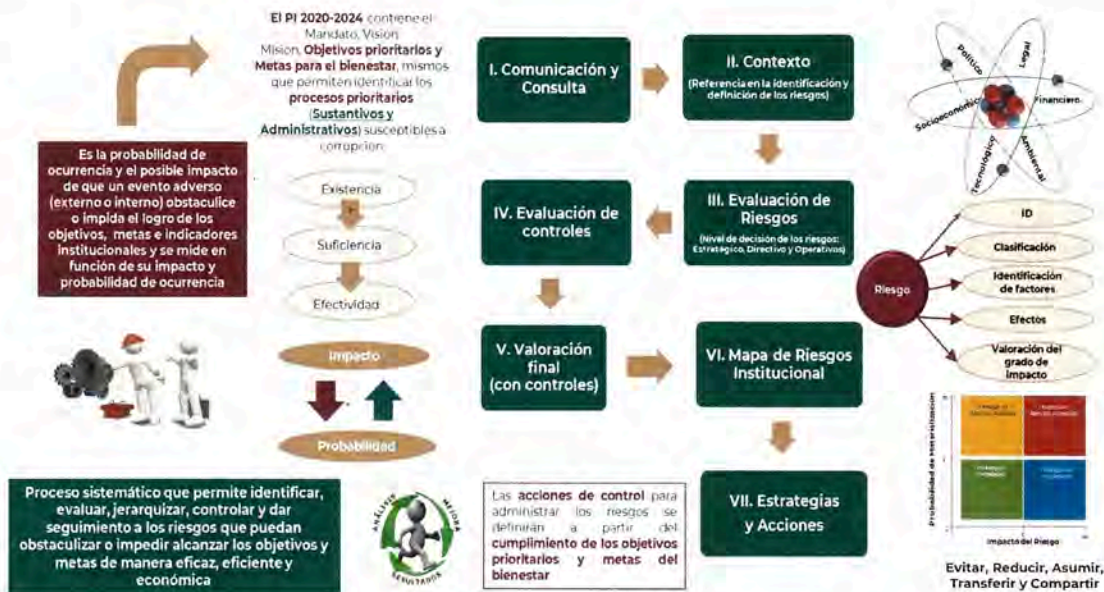 El PI 2020-2024 contiene el
Mandato, Vision
Mision, Objetivos prioritarios y
Metas para el bienestar, mismos
que permiten identificar los
procesos prioritarios
(Sustantivos y
Administrativos) susceptibles a
corrupcion.
Es la probabilidad de
ocurrencia y el posible impacto
de que un evento adverso
(externo o interno) obstaculice
o impida el logro de los
objetivos, metas e indicadores
institucionales y se mide en
función de su impacto y
probabilidad de ocurrencia
Existencia
Suficiencia
Efectividad
Impacto
Probabilidad
Proceso sistemático que permite identificar,
evaluar, jerarquizar, controlar y dar
seguimiento a los riesgos que puedan
obstaculizar o impedir alcanzar los objetivos y
metas de manera eficaz, eficiente y
económica
ANÁLISIS
MEJORA
RESULTADOS
I. Comunicación y
Consulta
II. Contexto
(Referencia en la identificación y
definición de los riesgos)
III. Evaluación de
Riesgos
(Nivel de decisión de los riesgos:
Estratégico, Directivo y Operativos)
IV. Evaluación de
controles
V. Valoración
final
(con controles)
VI. Mapa de Riesgos
Institucional
VII. Estrategias
y Acciones
Las acciones de control para
administrar los riesgos se
definirán a partir del
cumplimiento de los objetivos
prioritarios y metas del
bienestar
Político
Legal
Financiero.
Ambiental
Tecnológico
Socioeconómico
Riesgo
ID
Clasificación
Identificación
de factores
Efectos
Valoración del
grado de
impacto
Probabilidad de Materialización
Impacto del Riesgo
Evitar, Reducir, Asumir,
Transferir y Compartir